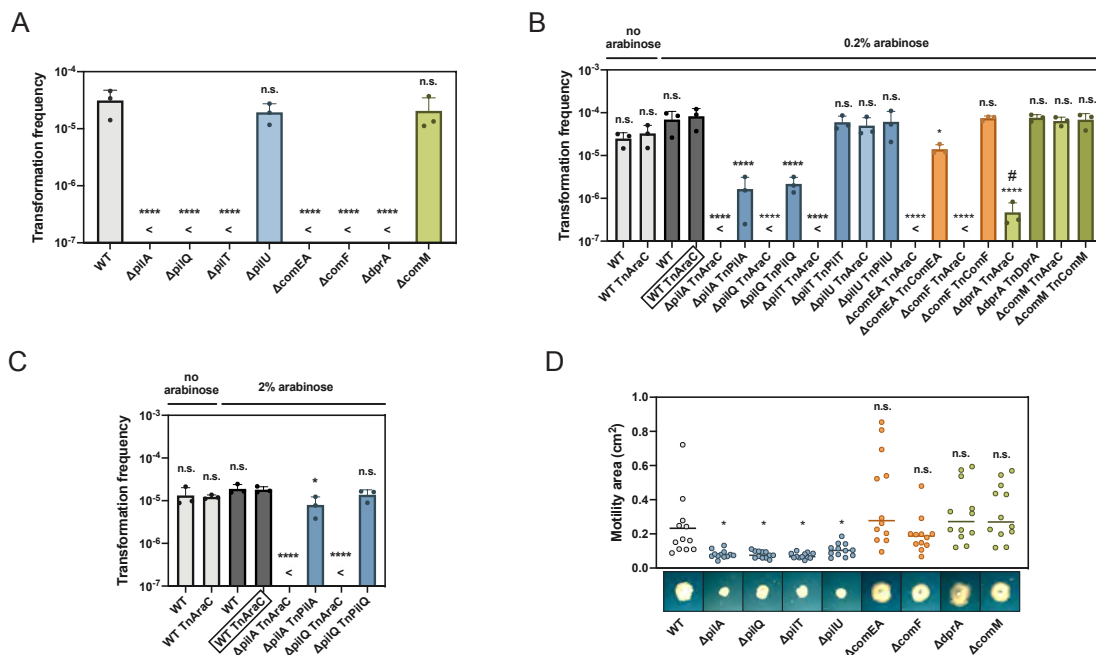 A
Transformation frequency
10-4
10-5
10-6
10-7
n.s.
n.s.
**** **** **** **** **** ****
< < < < < <
WT
ΔpilA
ΔpilQ
ΔpilT
ΔpilU
ΔcomEA
ΔcomF
ΔdprA
ΔcomM
B
no arabinose
0.2% arabinose
Transformation frequency
10-3
10-4
10-5
10-6
10-7
n.s. n.s. n.s. n.s. **** **** **** **** **** n.s. n.s. n.s. **** * **** n.s. # **** n.s. n.s. n.s.
< < < < <
WT
WT TnAraC
WT
WT TnAraC
ΔpilA TnAraC
ΔpilA TnPilA
ΔpilQ TnAraC
ΔpilQ TnPilQ
ΔpilT TnAraC
ΔpilT TnPilT
ΔpilU TnAraC
ΔpilU TnPilU
ΔcomEA TnAraC
ΔcomEA TnComEA
ΔcomF TnAraC
ΔcomF TnComF
ΔdprA TnAraC
ΔdprA TnDprA
ΔcomM TnAraC
ΔcomM TnComM
C
no
arabinose
2% arabinose
Transformation frequency
10-3
10-4
10-5
10-6
10-7
n.s. n.s. n.s. **** * **** n.s.
< <
WT
WT TnAraC
WT
WT TnAraC
ΔpilA TnAraC
ΔpilA TnPilA
ΔpilQ TnAraC
ΔpilQ TnPilQ
D
Motility area (cm2)
1.0
0.8
0.6
0.4
0.2
0.0
* * * * n.s. n.s. n.s. n.s.
WT
ΔpilA
ΔpilQ
ΔpilT
ΔpilU
ΔcomEA
ΔcomF
ΔdprA
ΔcomM